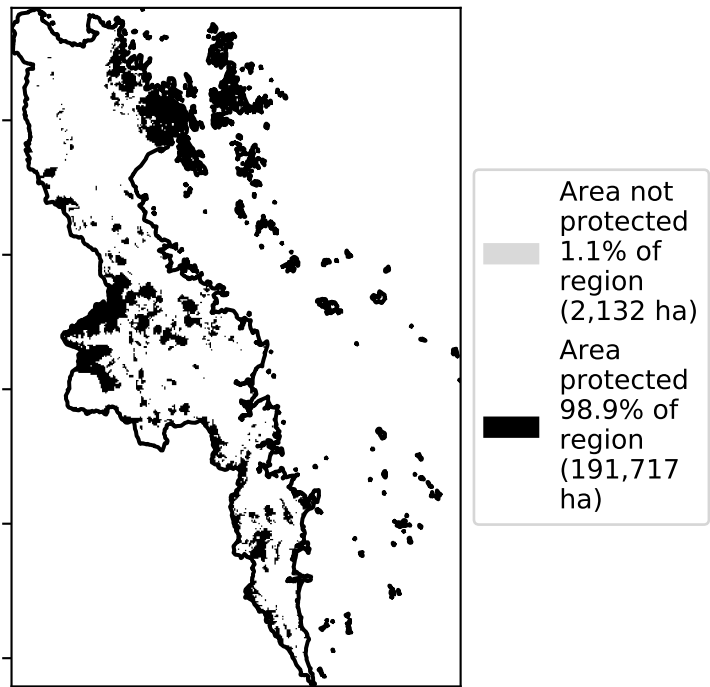 Area not
protected
1.1% of
region
(2,132 ha)
Area
protected
98.9% of
region
(191,717
ha)